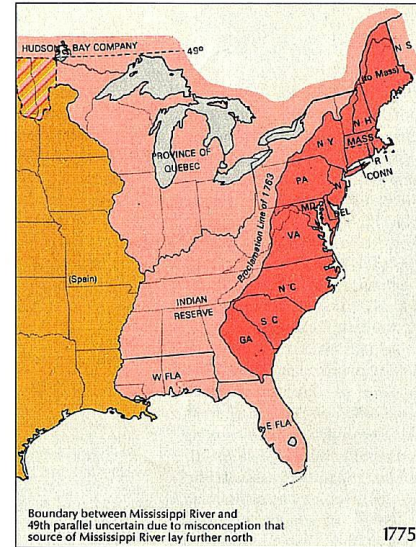 HUDSON'S BAY COMPANY
49°
N S
(to Mass)
N H
N Y
MASS
R I
CONN
PROVINCE OF
QUEBEC
PA
N J
MD
DEL
VA
Proclamation Line of 1763
(Spain)
INDIAN
RESERVE
N C
S C
GA
W FLA
E FLA
Boundary between Mississippi River and
49th parallel uncertain due to misconception that
source of Mississippi River lay further north
1775